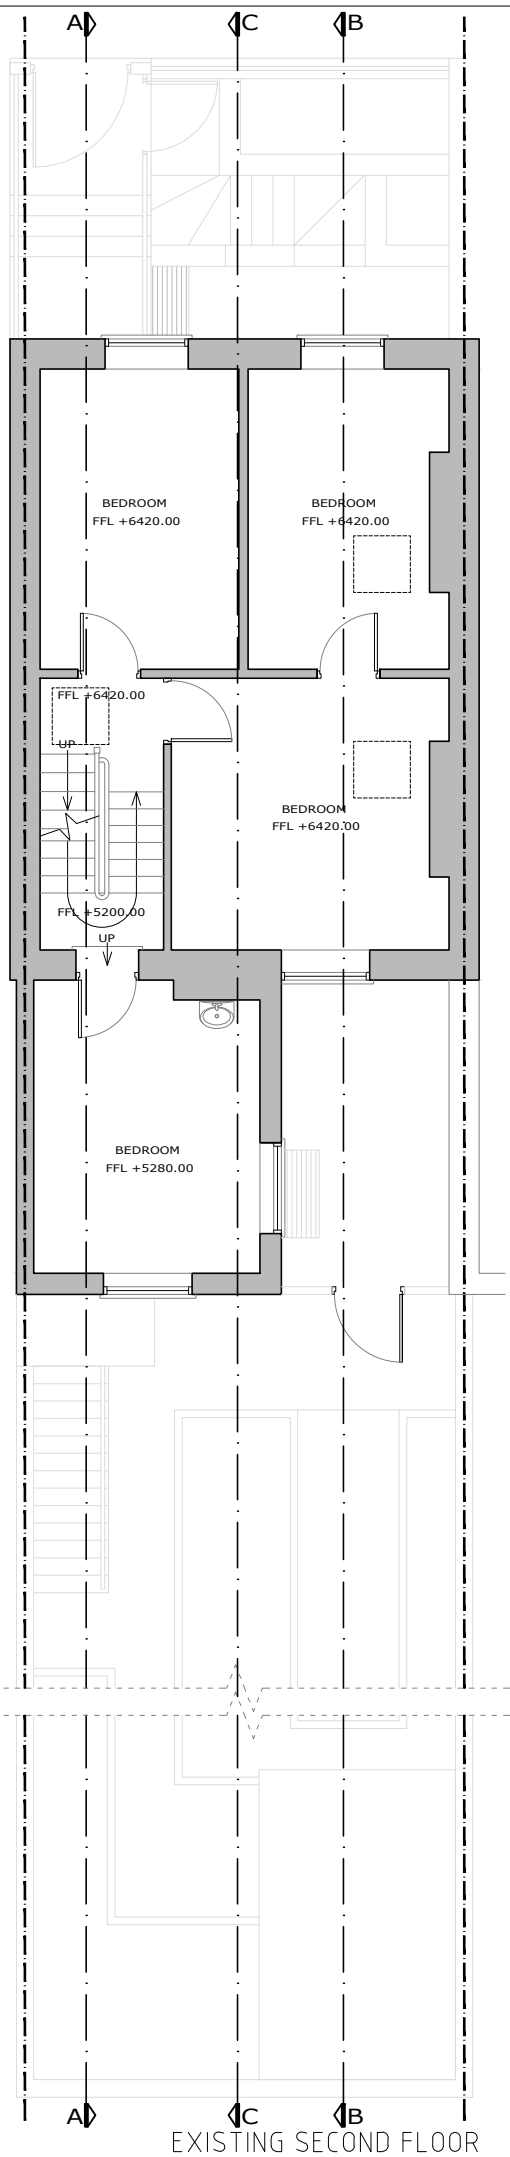 A C B
BEDROOM
FFL +6420.00
BEDROOM
FFL +6420.00
FFL +6420.00
UP
BEDROOM
FFL +6420.00
FFL +5200.00
UP
BEDROOM
FFL +5280.00
A C B
EXISTING SECOND FLOOR